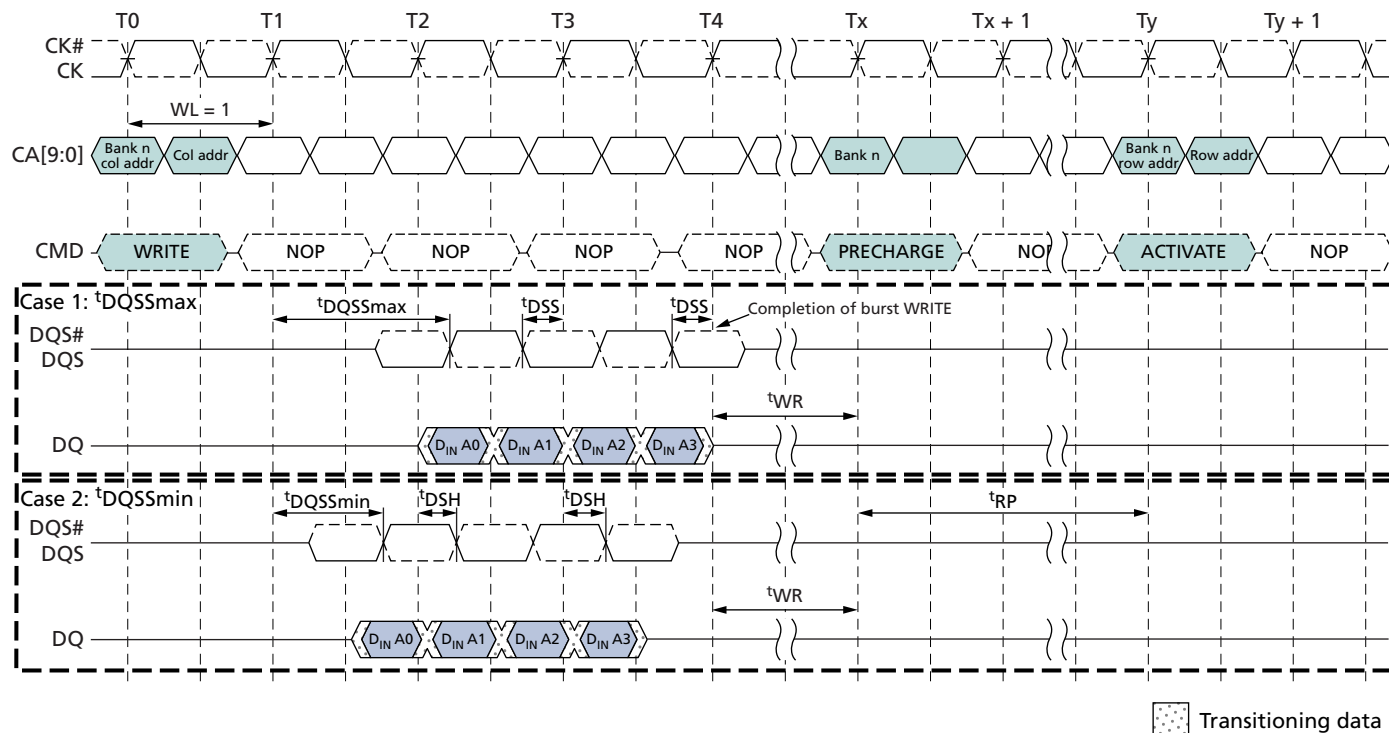 T0 T1 T2 T3 T4 Tx Tx + 1 Ty Ty + 1
CK#
CK
WL = 1
CA[9:0]
Bank n
col addr
Col addr
Bank n
Bank n
row addr
Row addr
CMD WRITE NOP NOP NOP NOP PRECHARGE NOP ACTIVATE NOP
Case 1: tDQSSmax
tDQSSmax tDSS tDSS Completion of burst WRITE
DQS#
DQS
tWR
DQ DIN A0 DIN A1 DIN A2 DIN A3
Case 2: tDQSSmin
tDQSSmin tDSH tDSH tRP
DQS#
DQS
tWR
DQ DIN A0 DIN A1 DIN A2 DIN A3
Transitioning data